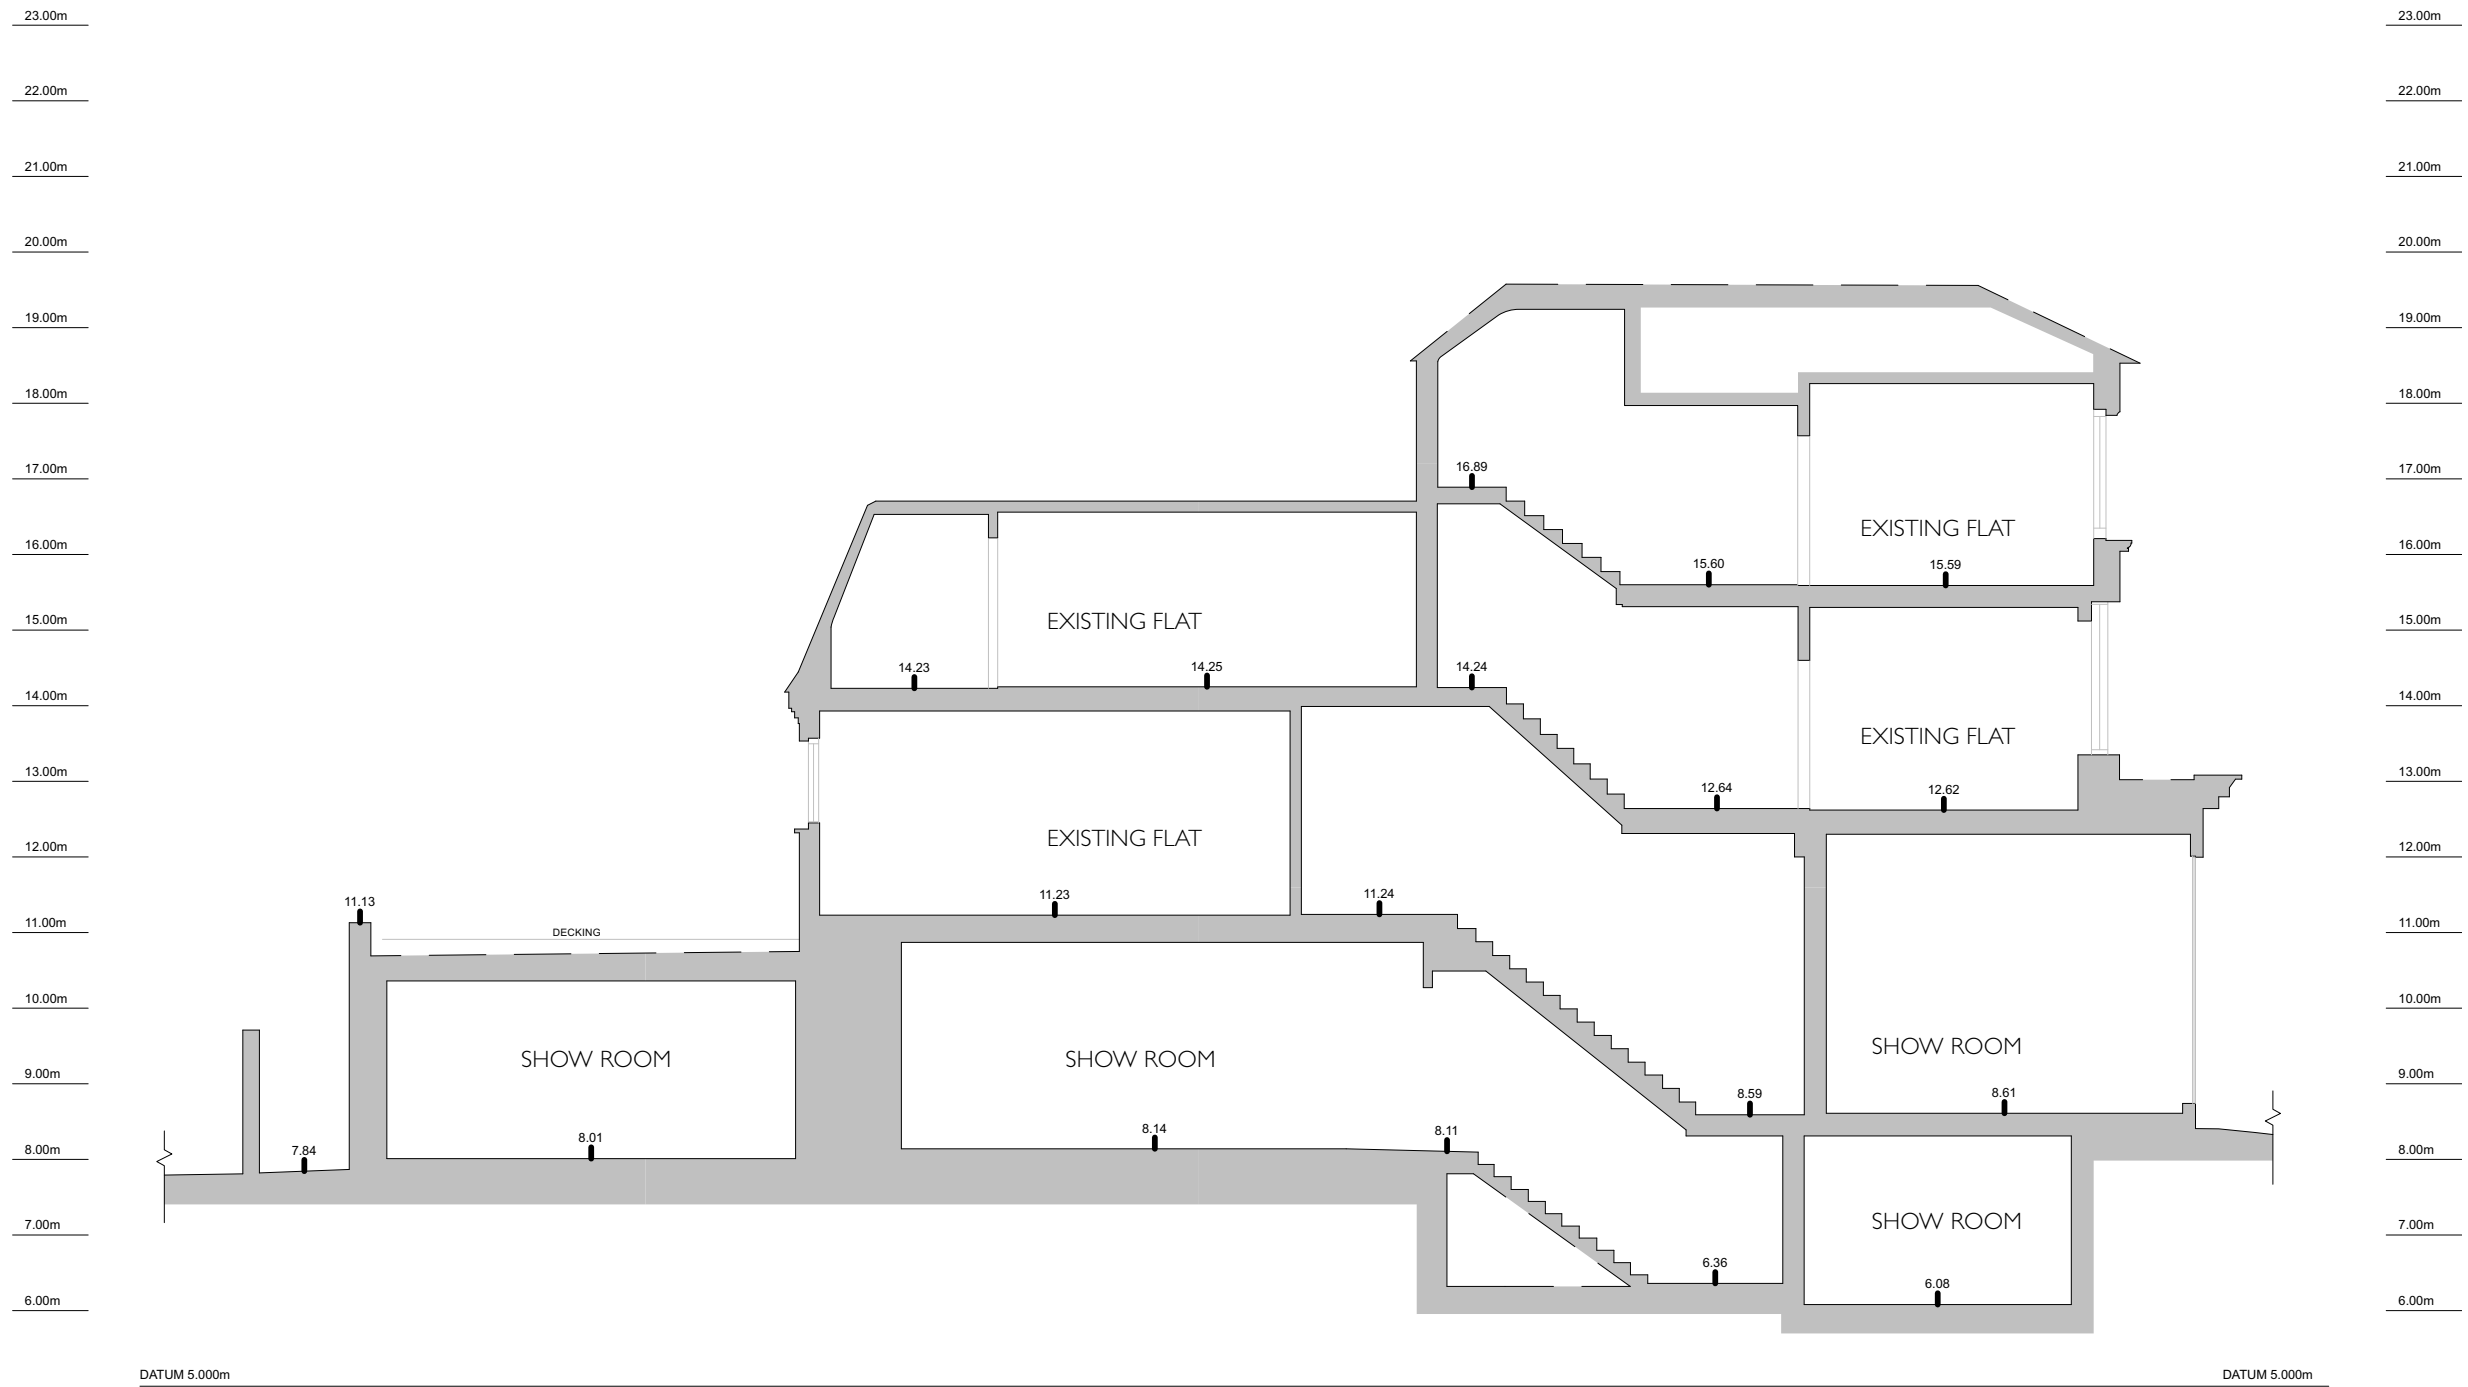 23.00m 23.00m
22.00m 22.00m
21.00m 21.00m
20.00m 20.00m
19.00m 19.00m
18.00m 18.00m
17.00m 16.89 17.00m
16.00m EXISTING FLAT 16.00m
15.60 15.59
15.00m EXISTING FLAT 15.00m
14.23 14.25 14.24
14.00m 14.00m
EXISTING FLAT
13.00m 13.00m
12.64 12.62
12.00m EXISTING FLAT 12.00m
11.13 11.23 11.24
11.00m DECKING 11.00m
10.00m 10.00m
SHOW ROOM SHOW ROOM SHOW ROOM
9.00m 9.00m
8.59 8.61
8.00m 7.84 8.01 8.14 8.11 8.00m
7.00m SHOW ROOM 7.00m
6.36 6.08
6.00m 6.00m
DATUM 5.000m DATUM 5.000m